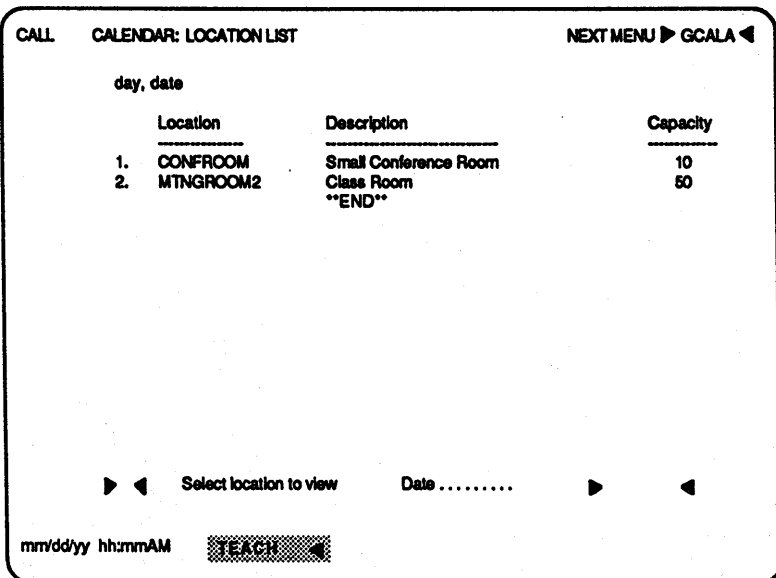 CALL CALENDAR: LOCATION LIST NEXT MENU ▶ GCALA ◀
day, date
Location Description Capacity
1. CONFROOM Small Conference Room 10
2. MTNGROOM2 Class Room 50
**END**
▶ ◀ Select location to view Date ......... ▶ ◀
mm/dd/yy hh:mmAM TEACH ◀